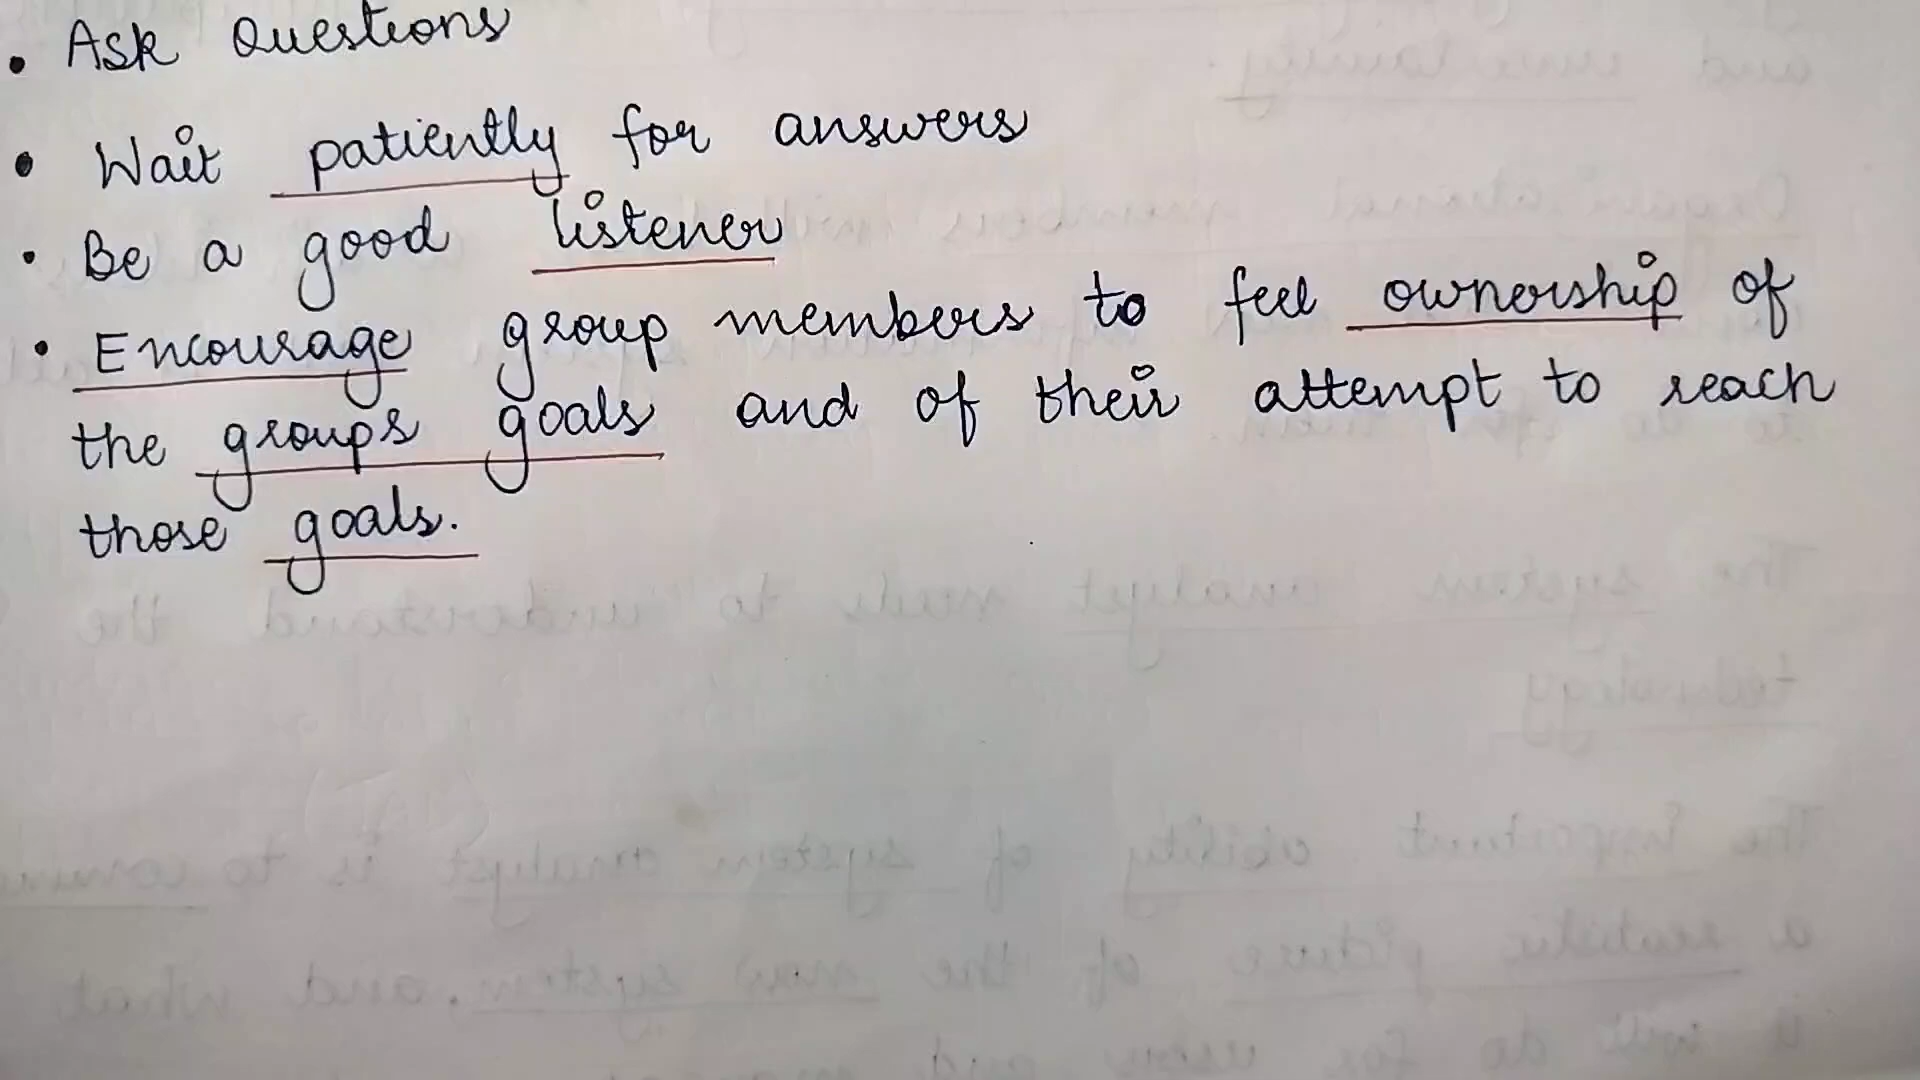 • Ask Questions
• Wait patiently for answers
• Be a good listener
• Encourage group members to feel ownership of
the groups goals and of their attempt to reach
those goals.